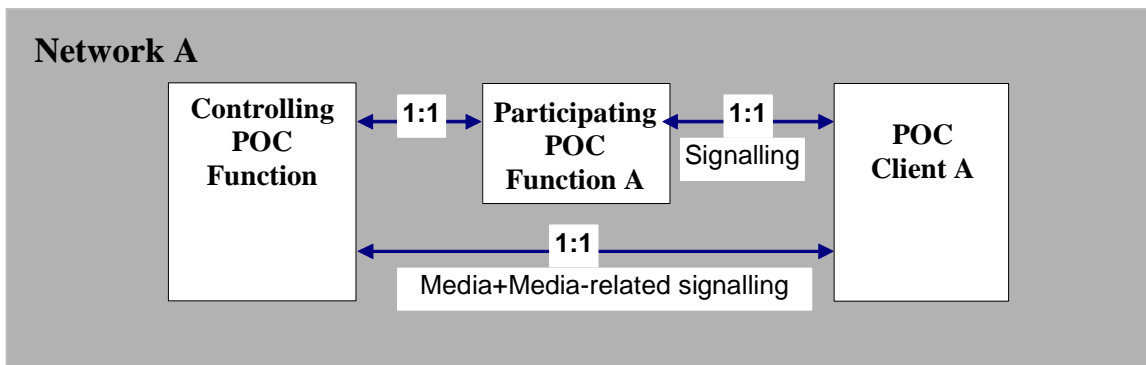 Network A
Controlling
POC
Function
1:1
Participating
POC
Function A
1:1
Signalling
POC
Client A
1:1
Media+Media-related signalling